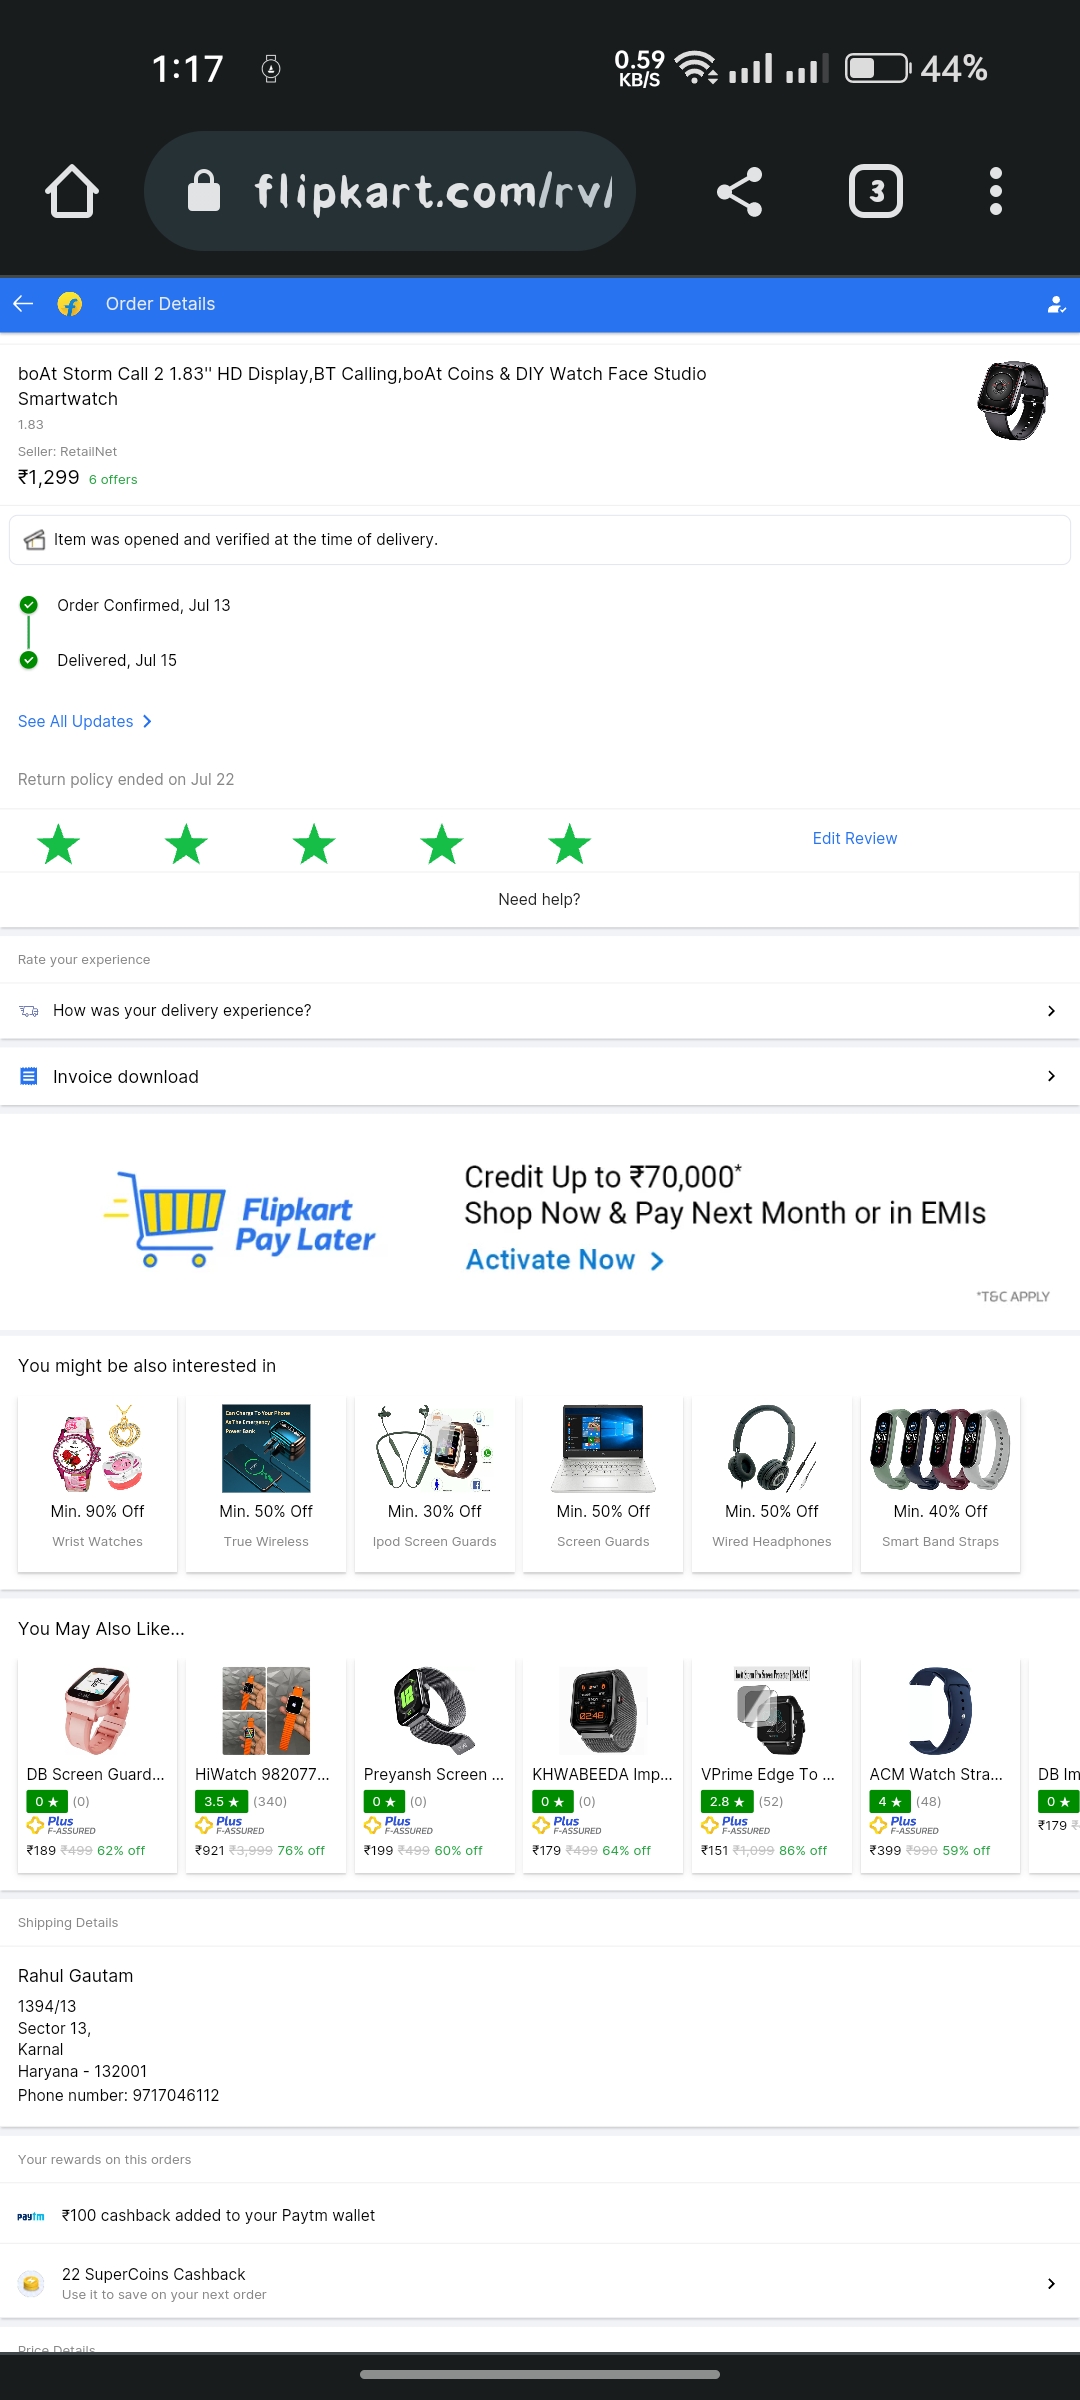 1:17
0.59
KB/S
44%
flipkart.com/rv/
3
Order Details
boAt Storm Call 2 1.83'' HD Display,BT Calling,boAt Coins & DIY Watch Face Studio
Smartwatch
1.83
Seller: RetailNet
₹1,299 6 offers
Item was opened and verified at the time of delivery.
Order Confirmed, Jul 13
Delivered, Jul 15
See All Updates
Return policy ended on Jul 22
Edit Review
Need help?
Rate your experience
How was your delivery experience?
Invoice download
Flipkart
Pay Later
Credit Up to ₹70,000*
Shop Now & Pay Next Month or in EMIs
Activate Now
*T&C APPLY
You might be also interested in
Can Charge To Your Phone
As The Emergency
Power Bank
Min. 90% Off
Wrist Watches
Min. 50% Off
True Wireless
Min. 30% Off
Ipod Screen Guards
Min. 50% Off
Screen Guards
Min. 50% Off
Wired Headphones
Min. 40% Off
Smart Band Straps
You May Also Like...
DB Screen Guard...
0 ★ (0)
Plus
F-ASSURED
₹189 ₹499 62% off
HiWatch 982077...
3.5 ★ (340)
Plus
F-ASSURED
₹921 ₹3,999 76% off
Preyansh Screen ...
0 ★ (0)
Plus
F-ASSURED
₹199 ₹499 60% off
02:48
KHWABEEDA Imp...
0 ★ (0)
Plus
F-ASSURED
₹179 ₹499 64% off
VPrime Edge To ...
2.8 ★ (52)
Plus
F-ASSURED
₹151 ₹1,099 86% off
ACM Watch Stra...
4 ★ (48)
Plus
F-ASSURED
₹399 ₹990 59% off
DB Im
0 ★
₹179
Shipping Details
Rahul Gautam
1394/13
Sector 13,
Karnal
Haryana - 132001
Phone number: 9717046112
Your rewards on this orders
paytm
₹100 cashback added to your Paytm wallet
22 SuperCoins Cashback
Use it to save on your next order
Price Details